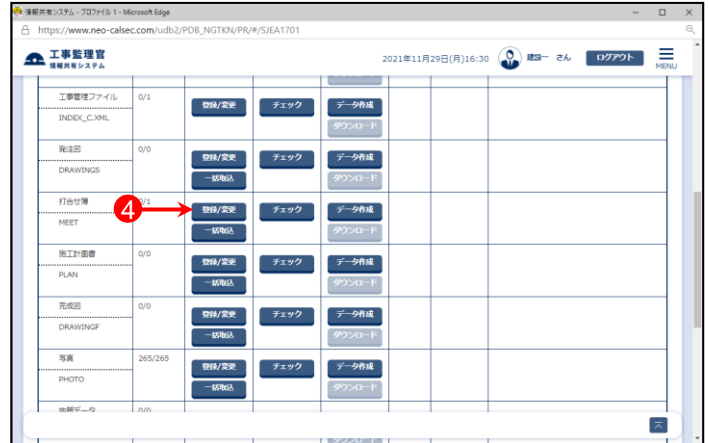 情報共有システム - プロファイル 1 - Microsoft Edge
https://www.neo-calsec.com/udb2/PDB_NGTKN/PR/#/SJEA1701
工事監理官
情報共有システム
2021年11月29日(月)16:30 建設一 さん ログアウト MENU
工事管理ファイル 0/1
登録/変更 チェック データ作成
INDEX_C.XML
ダウンロード
発注図 0/0
登録/変更 チェック データ作成
DRAWINGS
一括取込 ダウンロード
打合せ簿 0/1
4
登録/変更 チェック データ作成
MEET
一括取込 ダウンロード
施工計画書 0/0
登録/変更 チェック データ作成
PLAN
一括取込 ダウンロード
完成図 0/0
登録/変更 チェック データ作成
DRAWINGF
一括取込 ダウンロード
写真 265/265
登録/変更 チェック データ作成
PHOTO
一括取込 ダウンロード
地質データ 0/0